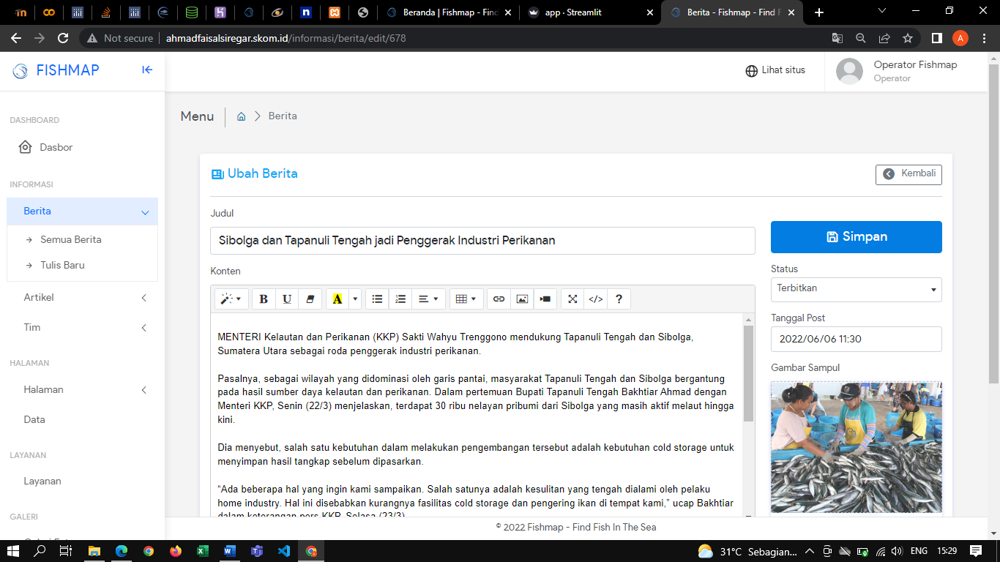 Beranda | Fishmap - Find
app · Streamlit
Berita - Fishmap - Find F
Not secure | ahmadfaisalsiregar.skom.id/informasi/berita/edit/678
A
FISHMAP
Lihat situs
Operator Fishmap
Operator
DASHBOARD
Dasbor
INFORMASI
Berita
Semua Berita
Tulis Baru
Artikel
Tim
HALAMAN
Halaman
Data
LAYANAN
Layanan
GALERI
Menu
Berita
Ubah Berita
Kembali
Judul
Sibolga dan Tapanuli Tengah jadi Penggerak Industri Perikanan
Konten
B U A </> ?
MENTERI Kelautan dan Perikanan (KKP) Sakti Wahyu Trenggono mendukung Tapanuli Tengah dan Sibolga,
Sumatera Utara sebagai roda penggerak industri perikanan.
Pasalnya, sebagai wilayah yang didominasi oleh garis pantai, masyarakat Tapanuli Tengah dan Sibolga bergantung
pada hasil sumber daya kelautan dan perikanan. Dalam pertemuan Bupati Tapanuli Tengah Bakhtiar Ahmad dengan
Menteri KKP, Senin (22/3) menjelaskan, terdapat 30 ribu nelayan pribumi dari Sibolga yang masih aktif melaut hingga
kini.
Dia menyebut, salah satu kebutuhan dalam melakukan pengembangan tersebut adalah kebutuhan cold storage untuk
menyimpan hasil tangkap sebelum dipasarkan.
“Ada beberapa hal yang ingin kami sampaikan. Salah satunya adalah kesulitan yang tengah dialami oleh pelaku
home industry. Hal ini disebabkan kurangnya fasilitas cold storage dan pengering ikan di tempat kami,” ucap Bakhtiar
dalam keterangan pers KKP, Selasa (23/3)
Simpan
Status
Terbitkan
Tanggal Post
2022/06/06 11:30
Gambar Sampul
© 2022 Fishmap - Find Fish In The Sea
31°C Sebagian...
ENG
15:29